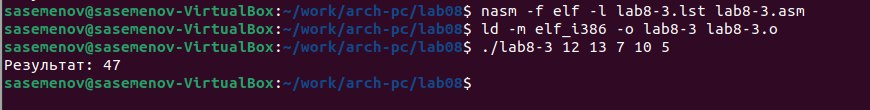 sasemenov@sasemenov-VirtualBox:~/work/arch-pc/lab08$ nasm -f elf -l lab8-3.lst lab8-3.asm
sasemenov@sasemenov-VirtualBox:~/work/arch-pc/lab08$ ld -m elf_i386 -o lab8-3 lab8-3.o
sasemenov@sasemenov-VirtualBox:~/work/arch-pc/lab08$ ./lab8-3 12 13 7 10 5
Результат: 47
sasemenov@sasemenov-VirtualBox:~/work/arch-pc/lab08$